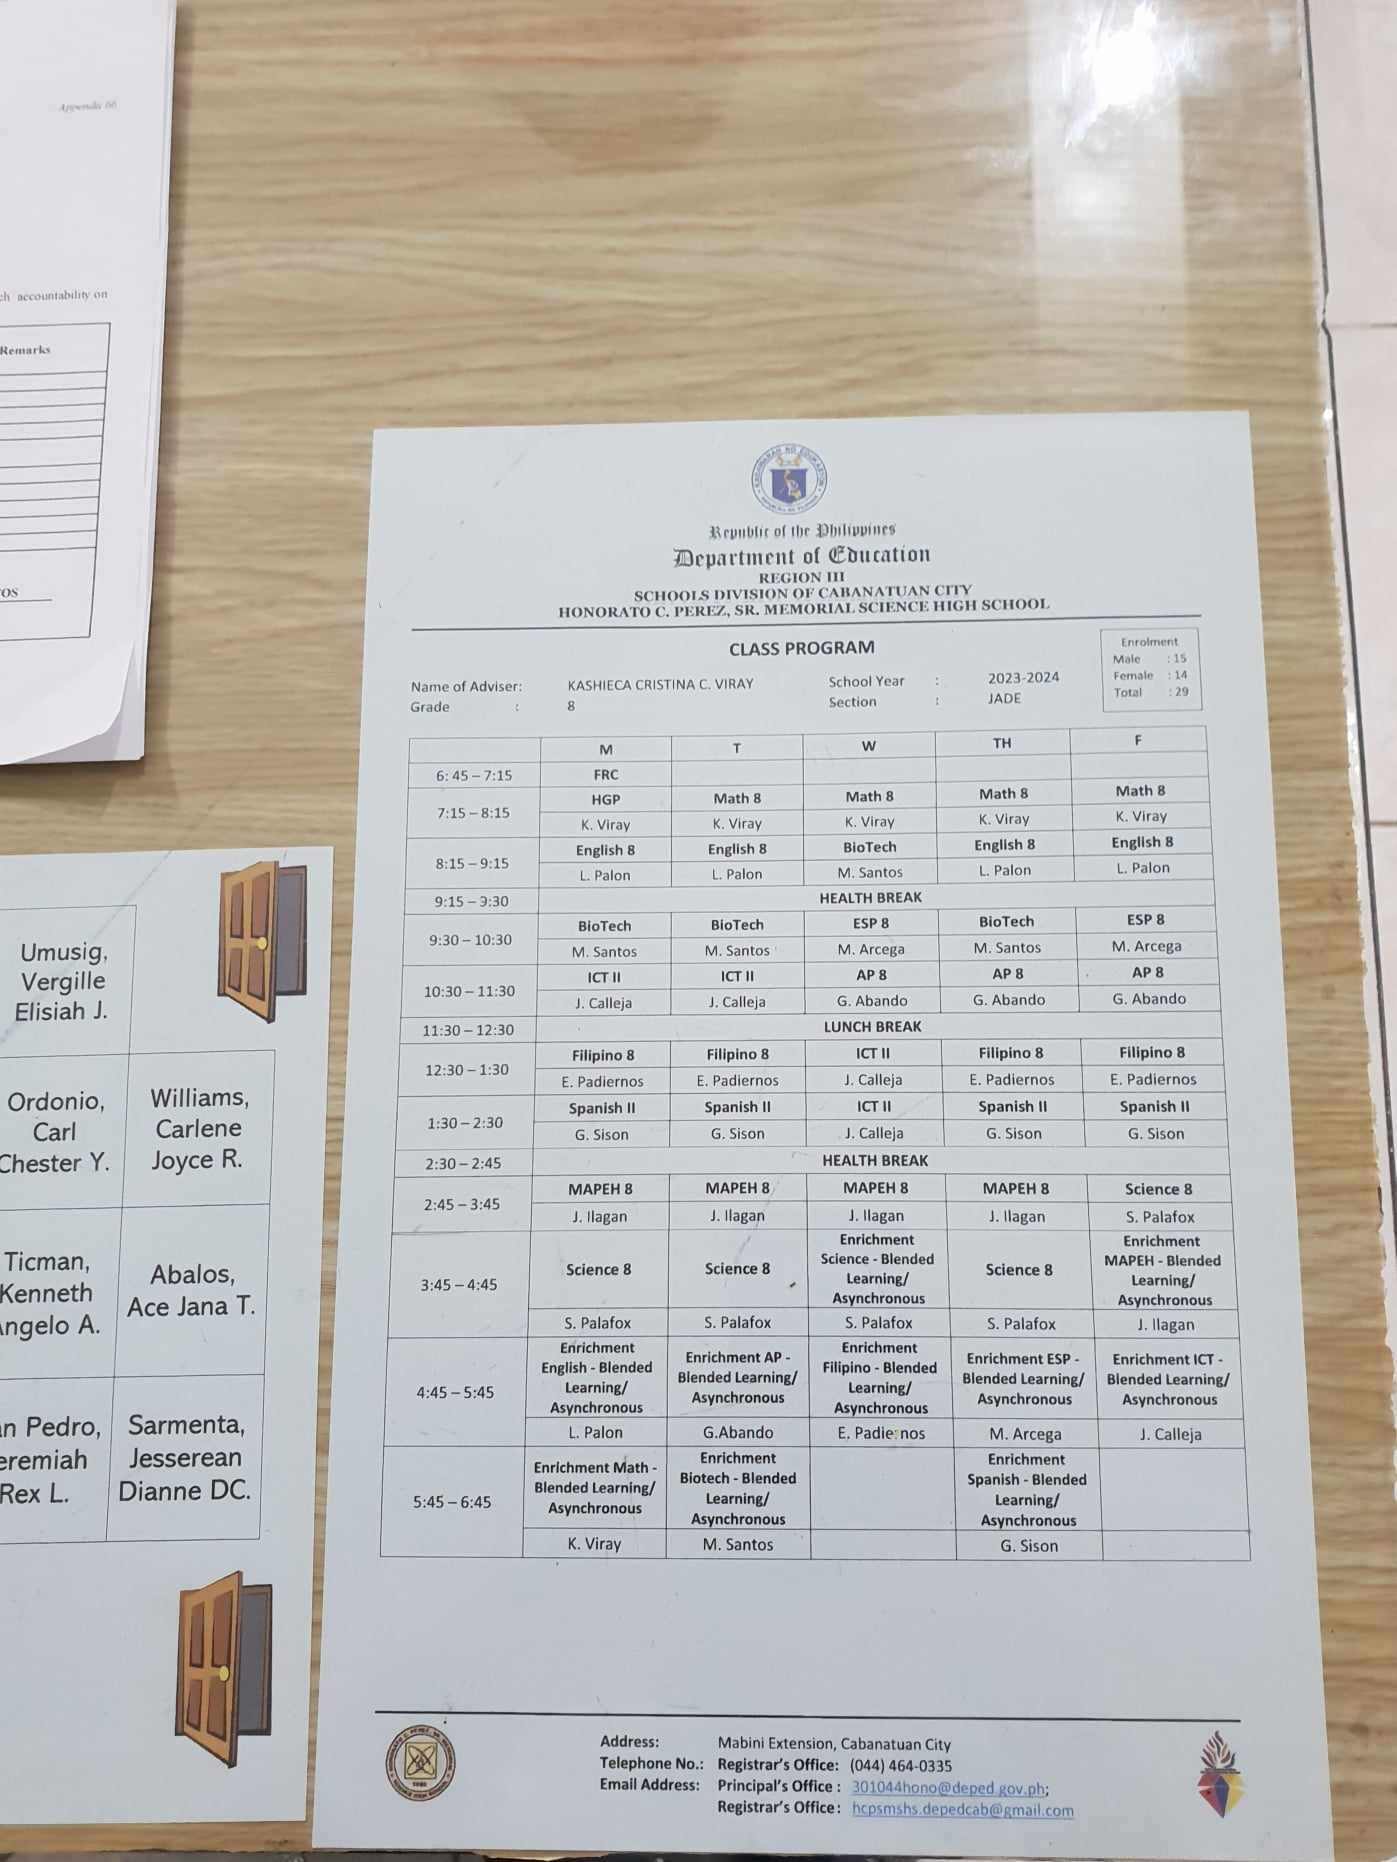 Appendix 66
accountability on
Remarks
Umusig,
Vergille
Elisiah J.
Ordonio,
Carl
Chester Y.
Williams,
Carlene
Joyce R.
Ticman,
Kenneth
Angelo A.
Abalos,
Ace Jana T.
Pedro,
Rex L.
Sarmenta,
Jesserean
Dianne DC.
Republic of the Philippines
Department of Education
REGION III
SCHOOLS DIVISION OF CABANATUAN CITY
HONORATO C. PEREZ, SR. MEMORIAL SCIENCE HIGH SCHOOL
CLASS PROGRAM
Enrolment
Male : 15
Female : 14
Total : 29
Name of Adviser: KASHIECA CRISTINA C. VIRAY School Year : 2023-2024
Grade : 8 Section : JADE
M T W TH F
6: 45 – 7:15 FRC
7:15 – 8:15 HGP Math 8 Math 8 Math 8 Math 8
K. Viray K. Viray K. Viray K. Viray K. Viray
8:15 – 9:15 English 8 English 8 BioTech English 8 English 8
L. Palon L. Palon M. Santos L. Palon L. Palon
9:15 – 9:30 HEALTH BREAK
9:30 – 10:30 BioTech BioTech ESP 8 BioTech ESP 8
M. Santos M. Santos M. Arcega M. Santos M. Arcega
10:30 – 11:30 ICT II ICT II AP 8 AP 8 AP 8
J. Calleja J. Calleja G. Abando G. Abando G. Abando
11:30 – 12:30 LUNCH BREAK
12:30 – 1:30 Filipino 8 Filipino 8 ICT II Filipino 8 Filipino 8
E. Padiernos E. Padiernos J. Calleja E. Padiernos E. Padiernos
1:30 – 2:30 Spanish II Spanish II ICT II Spanish II Spanish II
G. Sison G. Sison J. Calleja G. Sison G. Sison
2:30 – 2:45 HEALTH BREAK
2:45 – 3:45 MAPEH 8 MAPEH 8 MAPEH 8 MAPEH 8 Science 8
J. Ilagan J. Ilagan J. Ilagan J. Ilagan S. Palafox
3:45 – 4:45 Science 8 Science 8 Enrichment Science - Blended Learning/ Asynchronous Science 8 Enrichment MAPEH - Blended Learning/ Asynchronous
S. Palafox S. Palafox S. Palafox S. Palafox J. Ilagan
4:45 – 5:45 Enrichment English - Blended Learning/ Asynchronous Enrichment AP - Blended Learning/ Asynchronous Enrichment Filipino - Blended Learning/ Asynchronous Enrichment ESP - Blended Learning/ Asynchronous Enrichment ICT - Blended Learning/ Asynchronous
L. Palon G.Abando E. Padiernos M. Arcega J. Calleja
5:45 – 6:45 Enrichment Math - Blended Learning/ Asynchronous Enrichment Biotech - Blended Learning/ Asynchronous Enrichment Spanish - Blended Learning/ Asynchronous
K. Viray M. Santos G. Sison
Address: Mabini Extension, Cabanatuan City
Telephone No.: Registrar's Office: (044) 464-0335
Email Address: Principal's Office : 301044hono@deped.gov.ph;
Registrar's Office : hcpsmshs.depedcab@gmail.com